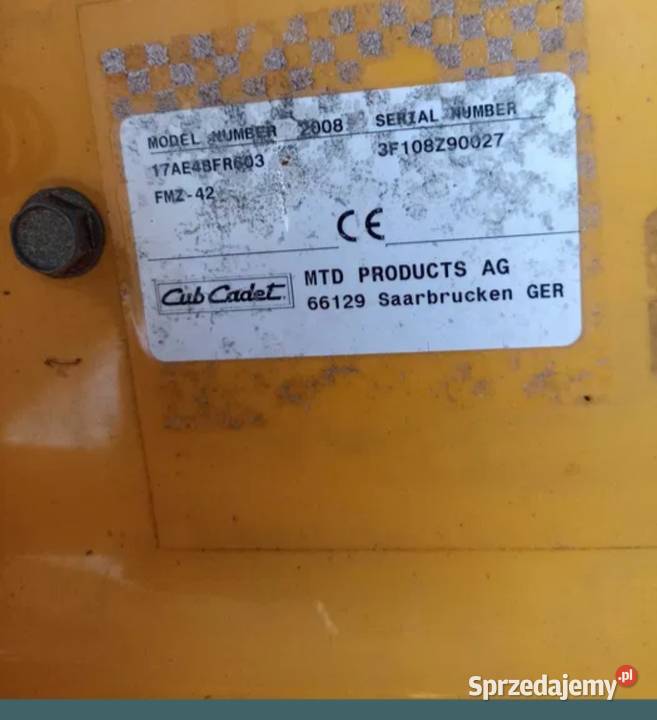 MODEL NUMBER 2008 SERIAL NUMBER
17AE48FR603 3F108Z90027
FMZ-42
CE
Cub Cadet. MTD PRODUCTS AG
66129 Saarbrucken GER
Sprzedajemy.pl